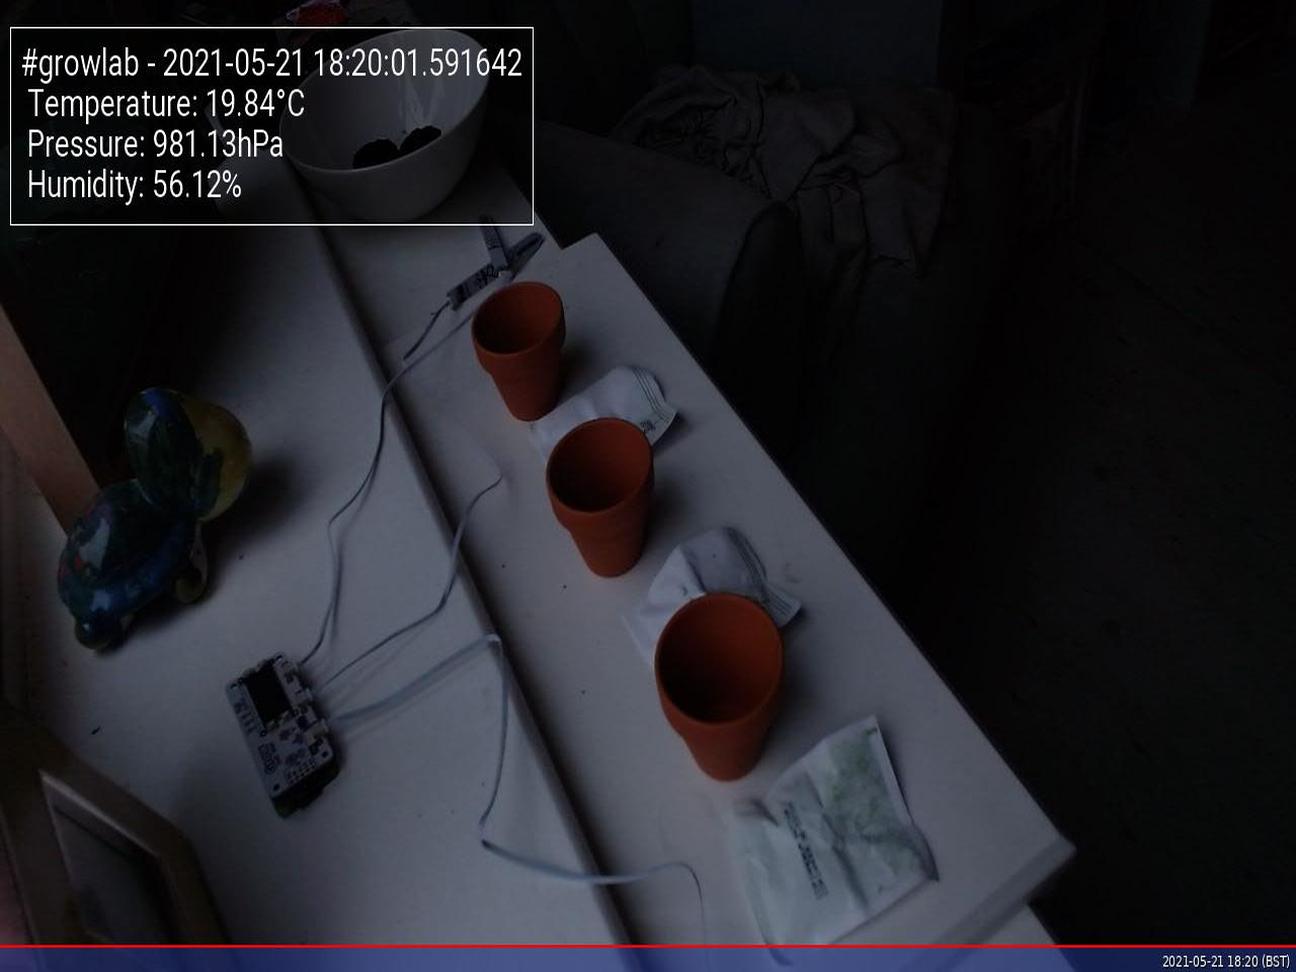 #growlab - 2021-05-21 18:20:01.591642
Temperature: 19.84°C
Pressure: 981.13hPa
Humidity: 56.12%
2021-05-21 18:20 (BST)